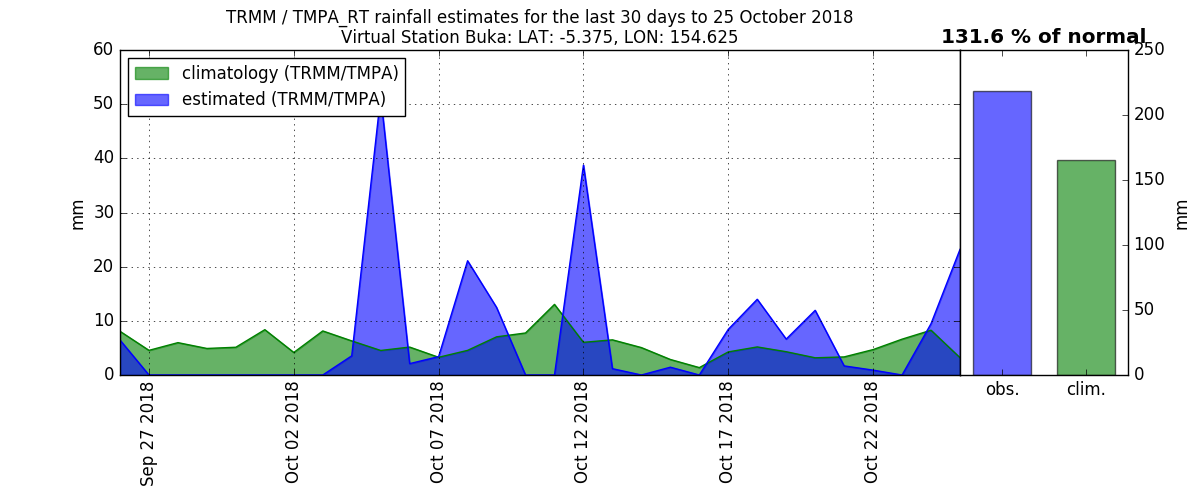 TRMM / TMPA_RT rainfall estimates for the last 30 days to 25 October 2018
Virtual Station Buka: LAT: -5.375, LON: 154.625
131.6 % of normal
climatology (TRMM/TMPA)
estimated (TRMM/TMPA)
60
50
40
30
20
10
0
mm
Sep 27 2018
Oct 02 2018
Oct 07 2018
Oct 12 2018
Oct 17 2018
Oct 22 2018
250
200
150
100
50
0
mm
obs.
clim.